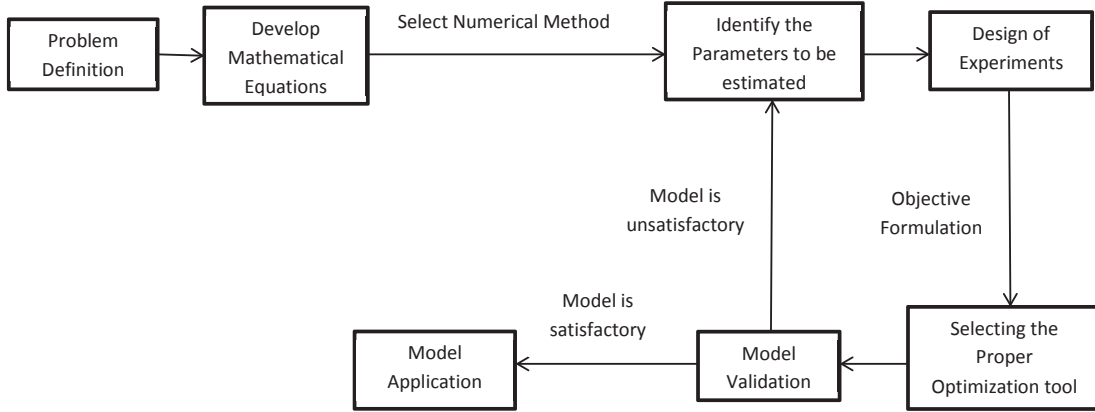 Problem
Definition
Develop
Mathematical
Equations
Select Numerical Method
Identify the
Parameters to be
estimated
Design of
Experiments
Objective
Formulation
Selecting the
Proper
Optimization tool
Model
Validation
Model is
unsatisfactory
Model is
satisfactory
Model
Application